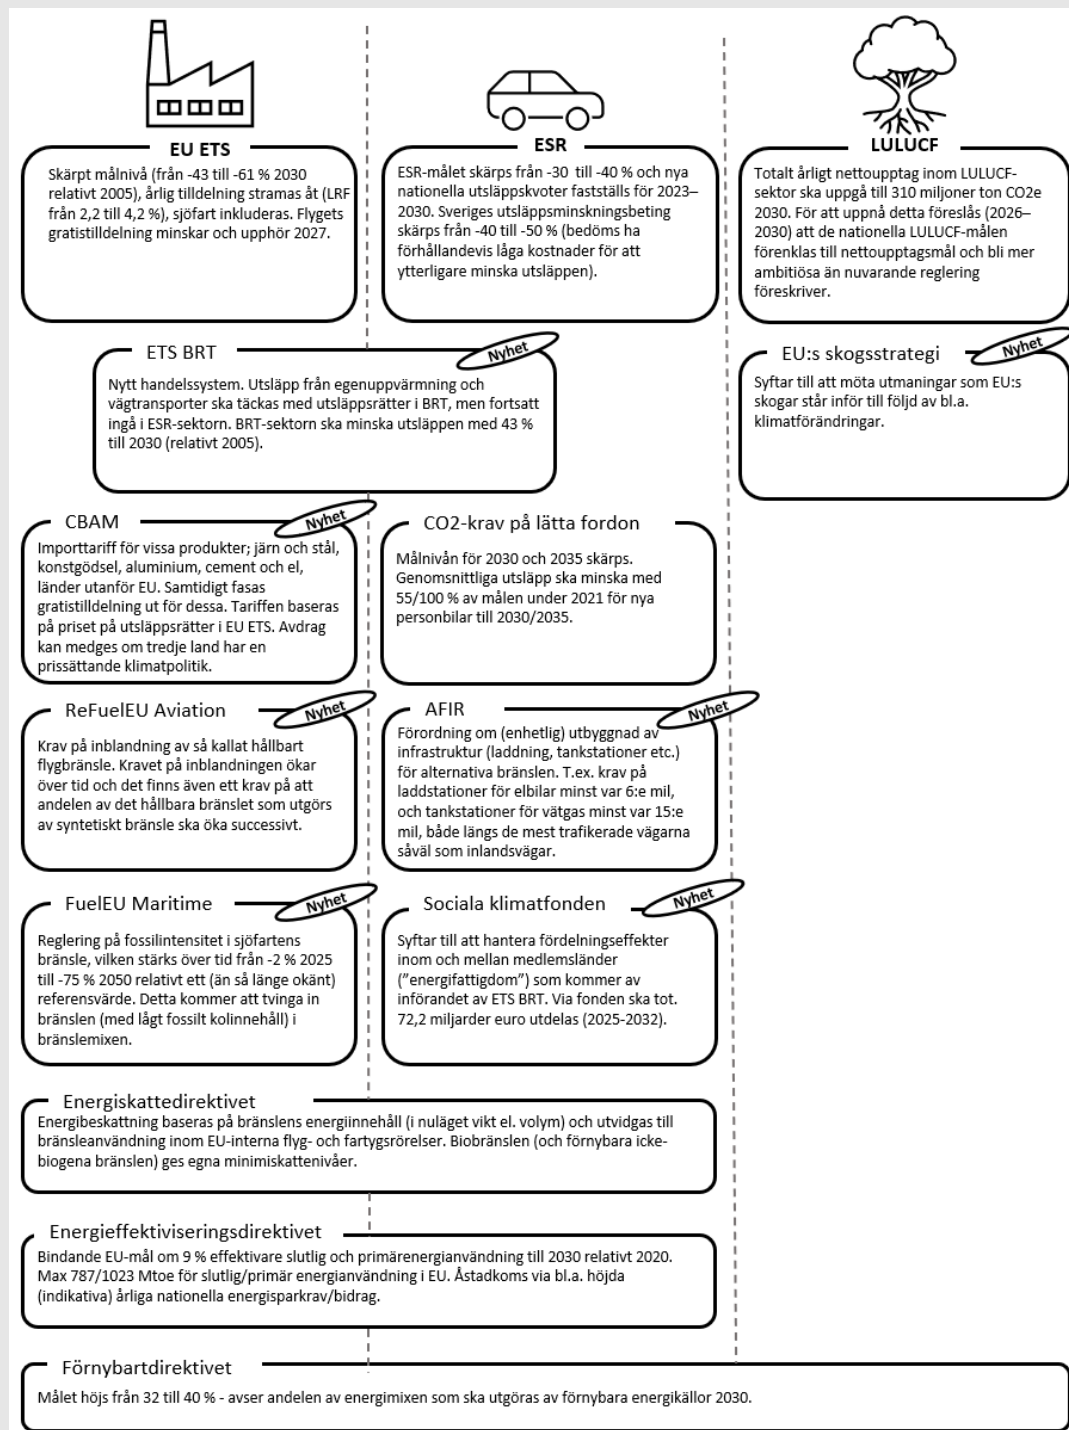 EU ETS
Skärpt målnivå (från -43 till -61 % 2030
relativt 2005), årlig tilldelning stramas åt (LRF
från 2,2 till 4,2 %), sjöfart inkluderas. Flygets
gratistilldelning minskar och upphör 2027.
ESR
ESR-målet skärps från -30 till -40 % och nya
nationella utsläppskvoter fastställs för 2023–
2030. Sveriges utsläppsminskningsbeting
skärps från -40 till -50 % (bedöms ha
förhållandevis låga kostnader för att
ytterligare minska utsläppen).
LULUCF
Totalt årligt nettoupptag inom LULUCF-
sektor ska uppgå till 310 miljoner ton CO2e
2030. För att uppnå detta föreslås (2026–
2030) att de nationella LULUCF-målen
förenklas till nettoupptagsmål och bli mer
ambitiösa än nuvarande reglering
föreskriver.
ETS BRT
Nyhet
Nytt handelssystem. Utsläpp från egenuppvärmning och
vägtransporter ska täckas med utsläppsrätter i BRT, men fortsatt
ingå i ESR-sektorn. BRT-sektorn ska minska utsläppen med 43 %
till 2030 (relativt 2005).
EU:s skogsstrategi
Nyhet
Syftar till att möta utmaningar som EU:s
skogar står inför till följd av bl.a.
klimatförändringar.
CBAM
Nyhet
Importtariff för vissa produkter; järn och stål,
konstgödsel, aluminium, cement och el,
länder utanför EU. Samtidigt fasas
gratistilldelning ut för dessa. Tariffen baseras
på priset på utsläppsrätter i EU ETS. Avdrag
kan medges om tredje land har en
prissättande klimatpolitik.
CO2-krav på lätta fordon
Målnivån för 2030 och 2035 skärps.
Genomsnittliga utsläpp ska minska med
55/100 % av målen under 2021 för nya
personbilar till 2030/2035.
ReFuelEU Aviation
Nyhet
Krav på inblandning av så kallat hållbart
flygbränsle. Kravet på inblandningen ökar
över tid och det finns även ett krav på att
andelen av det hållbara bränslet som utgörs
av syntetiskt bränsle ska öka successivt.
AFIR
Nyhet
Förordning om (enhetlig) utbyggnad av
infrastruktur (laddning, tankstationer etc.)
för alternativa bränslen. T.ex. krav på
laddstationer för elbilar minst var 6:e mil,
och tankstationer för vätgas minst var 15:e
mil, både längs de mest trafikerade vägarna
såväl som inlandsvägar.
FuelEU Maritime
Nyhet
Reglering på fossilintensitet i sjöfartens
bränsle, vilken stärks över tid från -2 % 2025
till -75 % 2050 relativt ett (än så länge okänt)
referensvärde. Detta kommer att tvinga in
bränslen (med lågt fossilt kolinnehåll) i
bränslemixen.
Sociala klimatfonden
Nyhet
Syftar till att hantera fördelningseffekter
inom och mellan medlemsländer
(”energifattigdom”) som kommer av
införandet av ETS BRT. Via fonden ska tot.
72,2 miljarder euro utdelas (2025-2032).
Energiskattedirektivet
Energibeskattning baseras på bränslens energiinnehåll (i nuläget vikt el. volym) och utvidgas till
bränsleanvändning inom EU-interna flyg- och fartygsrörelser. Biobränslen (och förnybara icke-
biogena bränslen) ges egna minimiskattenivåer.
Energieffektiviseringsdirektivet
Bindande EU-mål om 9 % effektivare slutlig och primärenergianvändning till 2030 relativt 2020.
Max 787/1023 Mtoe för slutlig/primär energianvändning i EU. Åstadkoms via bl.a. höjda
(indikativa) årliga nationella energisparkrav/bidrag.
Förnybartdirektivet
Målet höjs från 32 till 40 % - avser andelen av energimixen som ska utgöras av förnybara energikällor 2030.